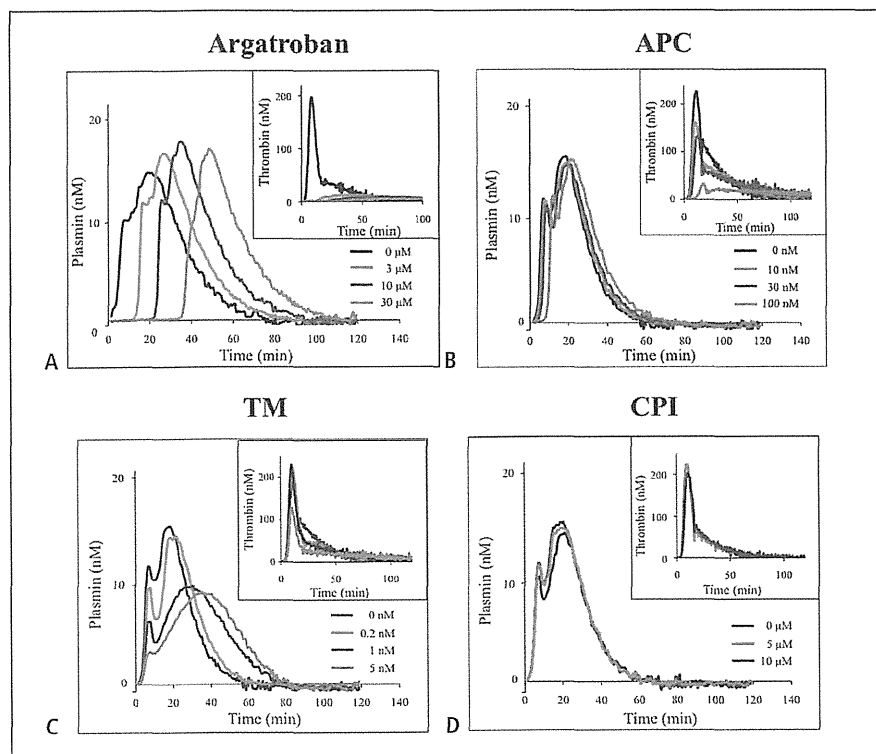 Argatroban
Plasmin (nM)
20
10
0
0 20 40 60 80 100 120 140
Time (min)
Thrombin (nM)
200
100
0
0 50 100
Time (min)
0 μM
3 μM
10 μM
30 μM
A
APC
Plasmin (nM)
20
10
0
0 20 40 60 80 100 120 140
Time (min)
Thrombin (nM)
200
100
0
0 50 100
Time (min)
0 nM
10 nM
30 nM
100 nM
B
TM
Plasmin (nM)
20
10
0
0 20 40 60 80 100 120 140
Time (min)
Thrombin (nM)
200
100
0
0 50 100
Time (min)
0 nM
0.2 nM
1 nM
5 nM
C
CPI
Plasmin (nM)
20
10
0
0 20 40 60 80 100 120 140
Time (min)
Thrombin (nM)
200
100
0
0 50 100
Time (min)
0 μM
5 μM
10 μM
D